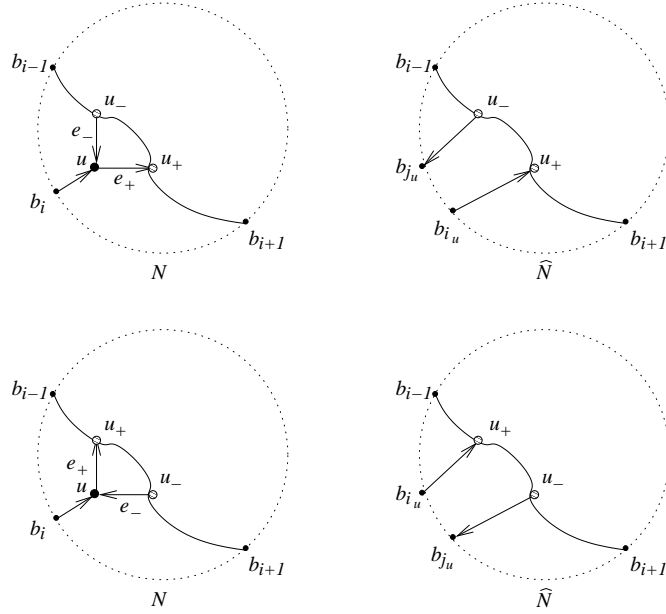 b_{i−1} u_− e_− u e_+ u_+ b_i b_{i+1}
N
b_{i−1} u_− b_{j_u} u_+ b_{i_u} b_{i+1}
\widehat{N}
b_{i−1} u_+ e_+ u u_− e_− b_i b_{i+1}
N
b_{i−1} u_+ b_{i_u} u_− b_{j_u} b_{i+1}
\widehat{N}